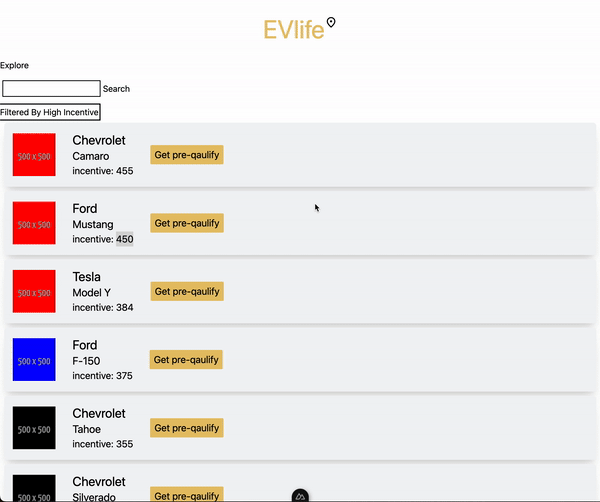 EVlife
Explore
Search
Filtered By High Incentive
500 x 500
Chevrolet
Camaro
incentive: 455
Get pre-qaulify
500 x 500
Ford
Mustang
incentive: 450
Get pre-qaulify
500 x 500
Tesla
Model Y
incentive: 384
Get pre-qaulify
500 x 500
Ford
F-150
incentive: 375
Get pre-qaulify
500 x 500
Chevrolet
Tahoe
incentive: 355
Get pre-qaulify
500 x 500
Chevrolet
Silverado
Get pre-qaulify